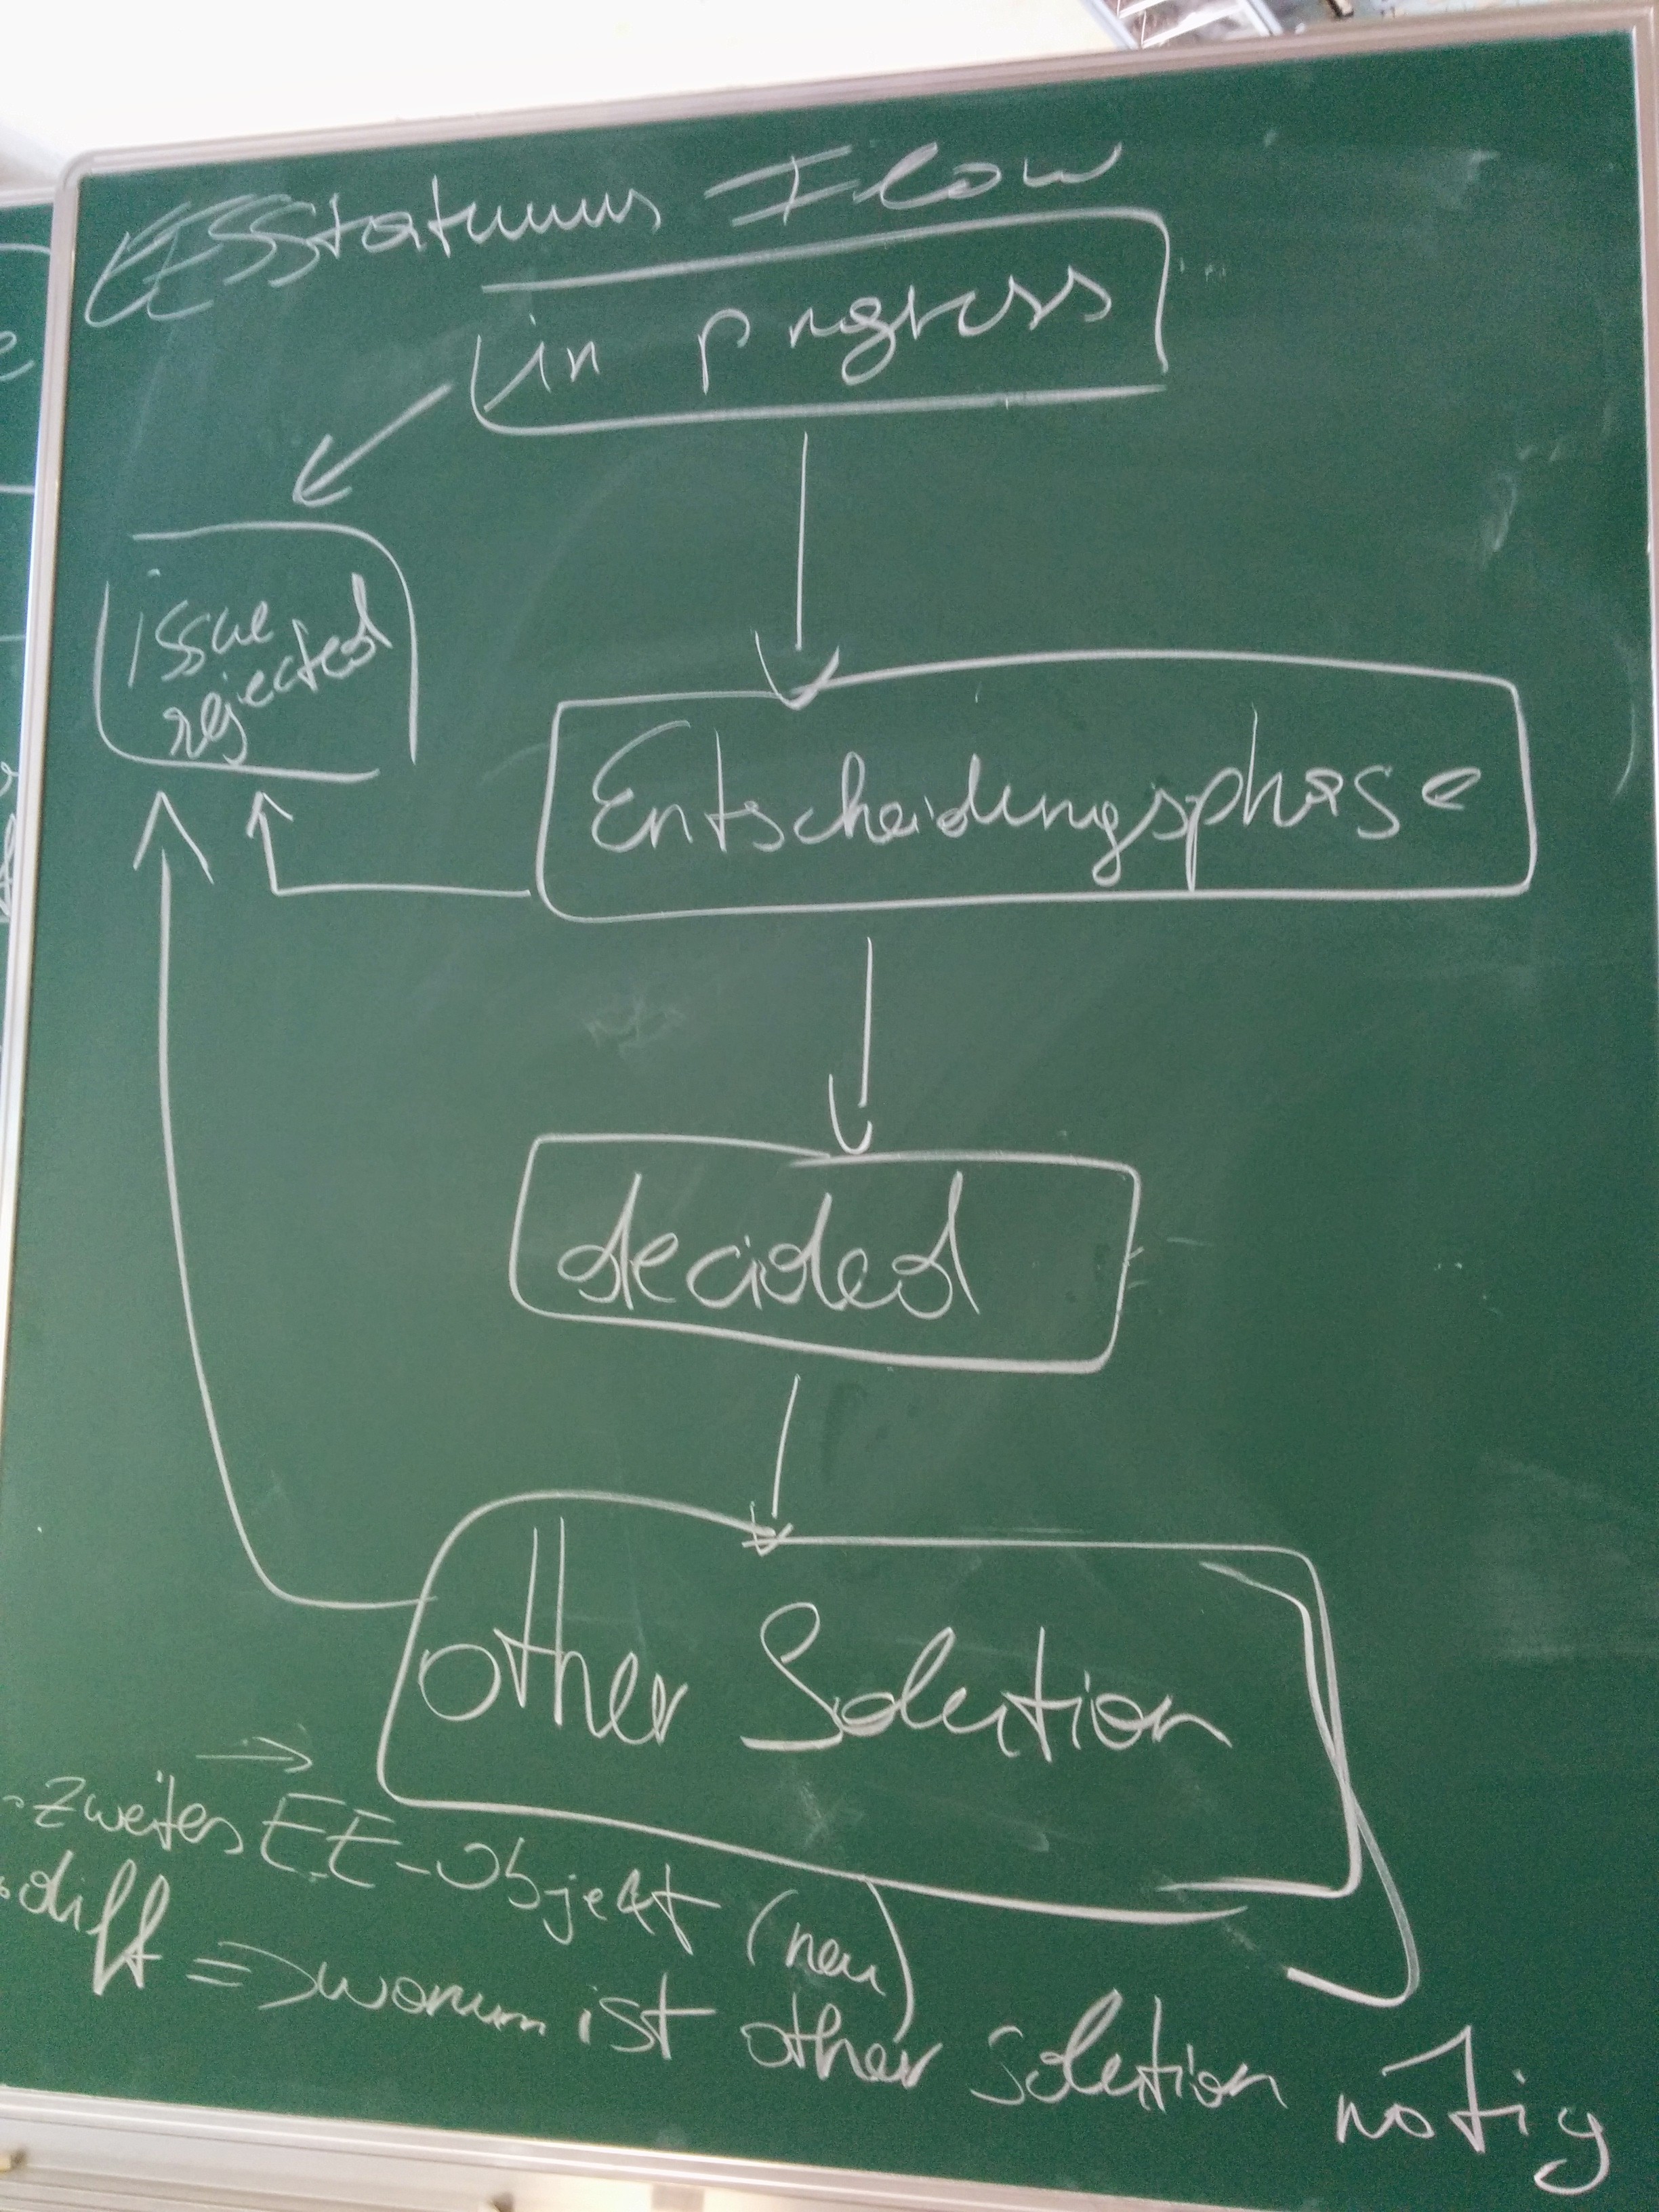 Flow
in progress
issue
rejected
Entscheidungsphase
decided
other Solution
zweites EE-Objekt (neu)
diff => warum ist other solution nötig